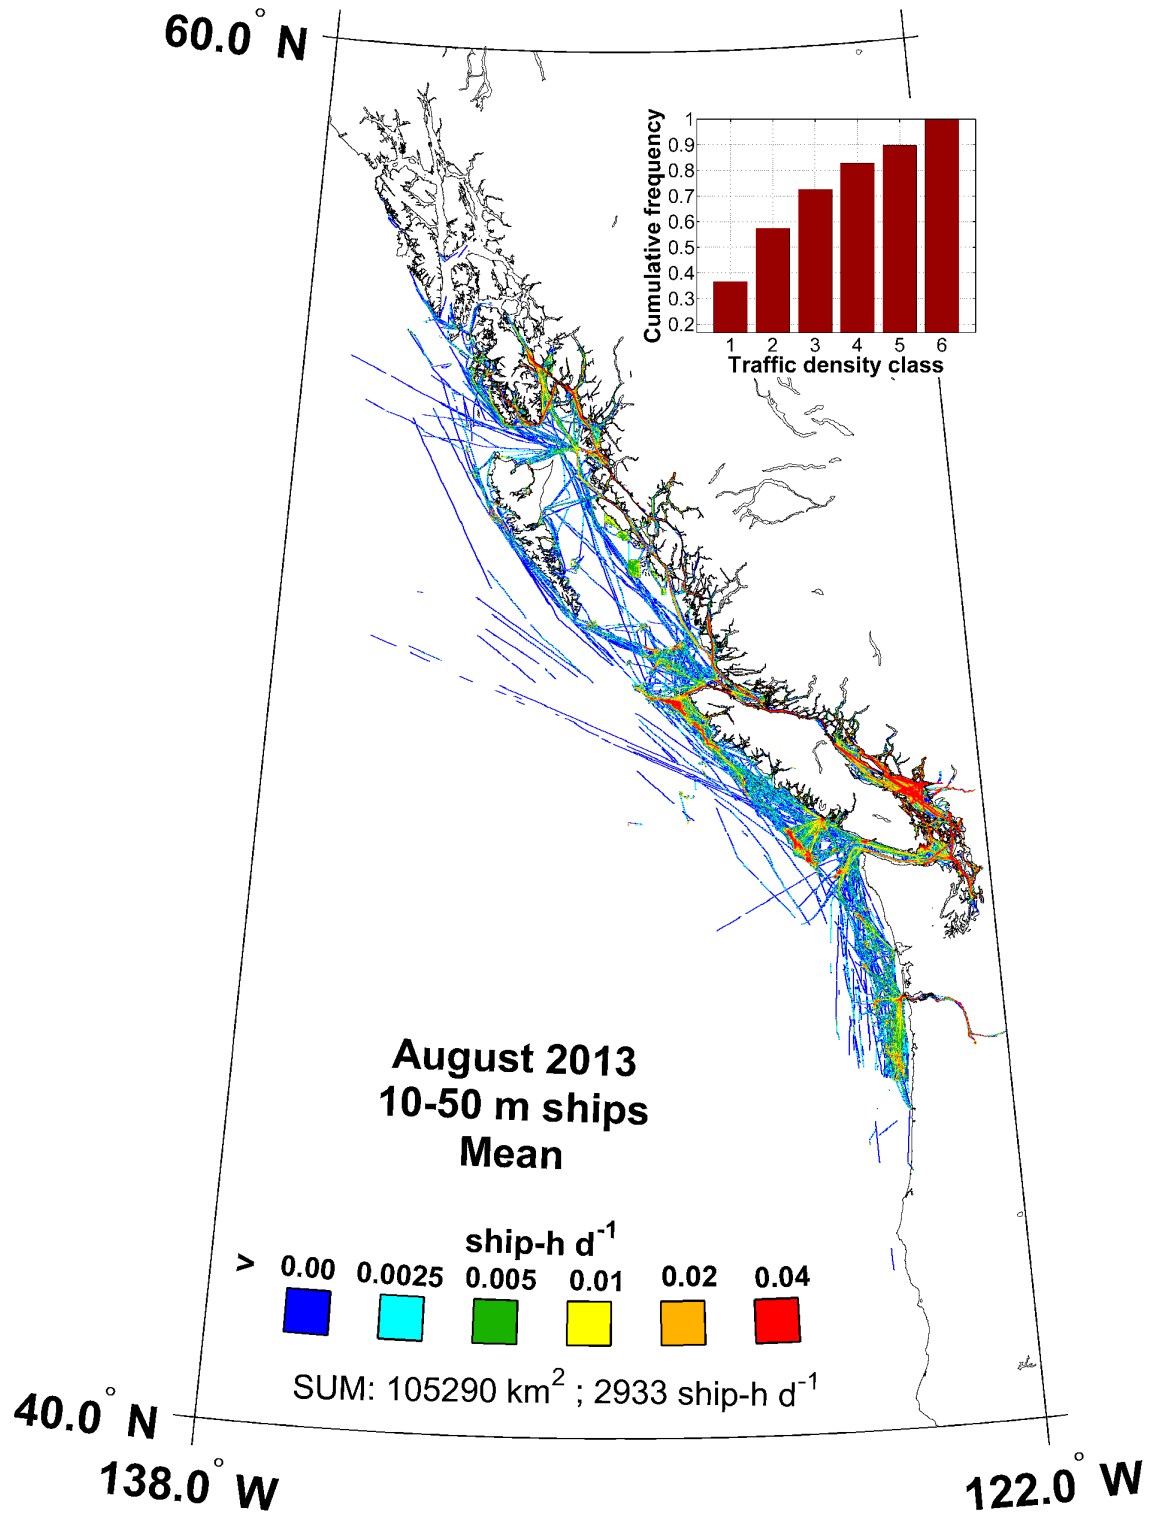 60.0° N
Cumulative frequency
1
0.9
0.8
0.7
0.6
0.5
0.4
0.3
0.2
1 2 3 4 5 6
Traffic density class
August 2013
10-50 m ships
Mean
ship-h d⁻¹
> 0.00 0.0025 0.005 0.01 0.02 0.04
SUM: 105290 km² ; 2933 ship-h d⁻¹
40.0° N
138.0° W
122.0° W